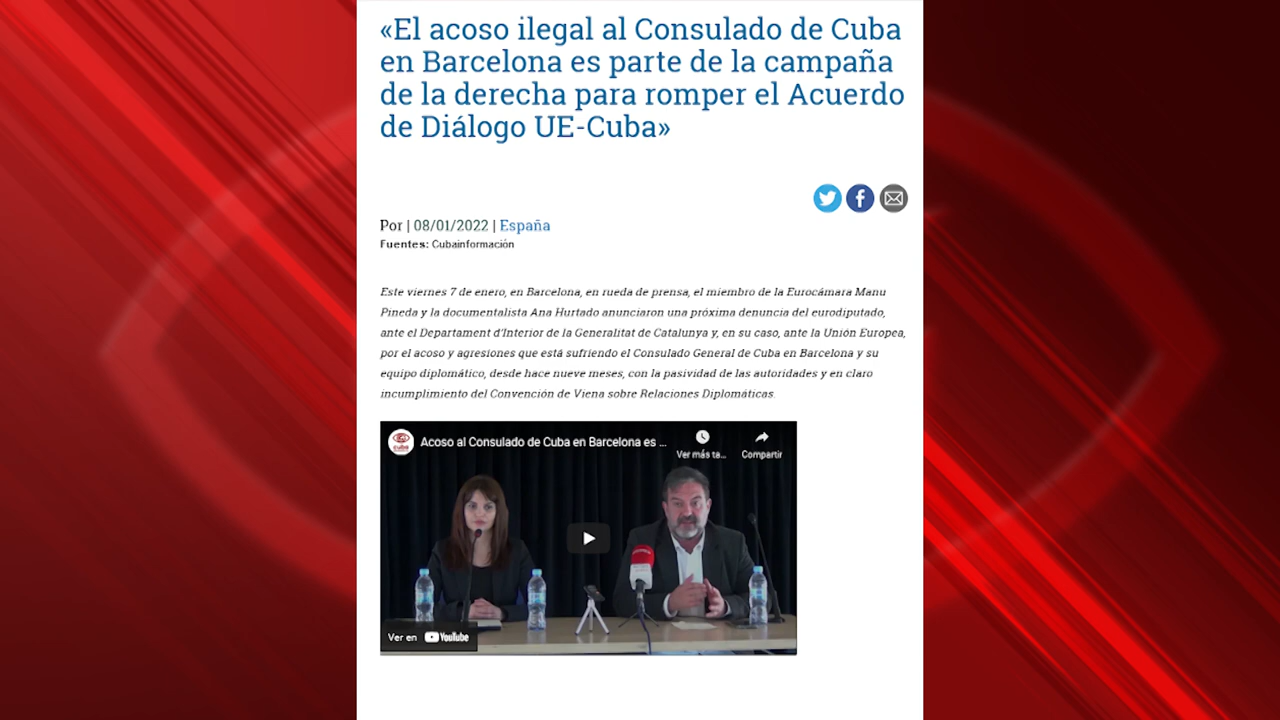 «El acoso ilegal al Consulado de Cuba
en Barcelona es parte de la campaña
de la derecha para romper el Acuerdo
de Diálogo UE-Cuba»
Por | 08/01/2022 | España
Fuentes: Cubainformación
Este viernes 7 de enero, en Barcelona, en rueda de prensa, el miembro de la Eurocámara Manu
Pineda y la documentalista Ana Hurtado anunciaron una próxima denuncia del eurodiputado,
ante el Departament d'Interior de la Generalitat de Catalunya y, en su caso, ante la Unión Europea,
por el acoso y agresiones que está sufriendo el Consulado General de Cuba en Barcelona y su
equipo diplomático, desde hace nueve meses, con la pasividad de las autoridades y en claro
incumplimiento del Convención de Viena sobre Relaciones Diplomáticas.
cuba
Acoso al Consulado de Cuba en Barcelona es ...
Ver más ta...
Compartir
Ver en YouTube